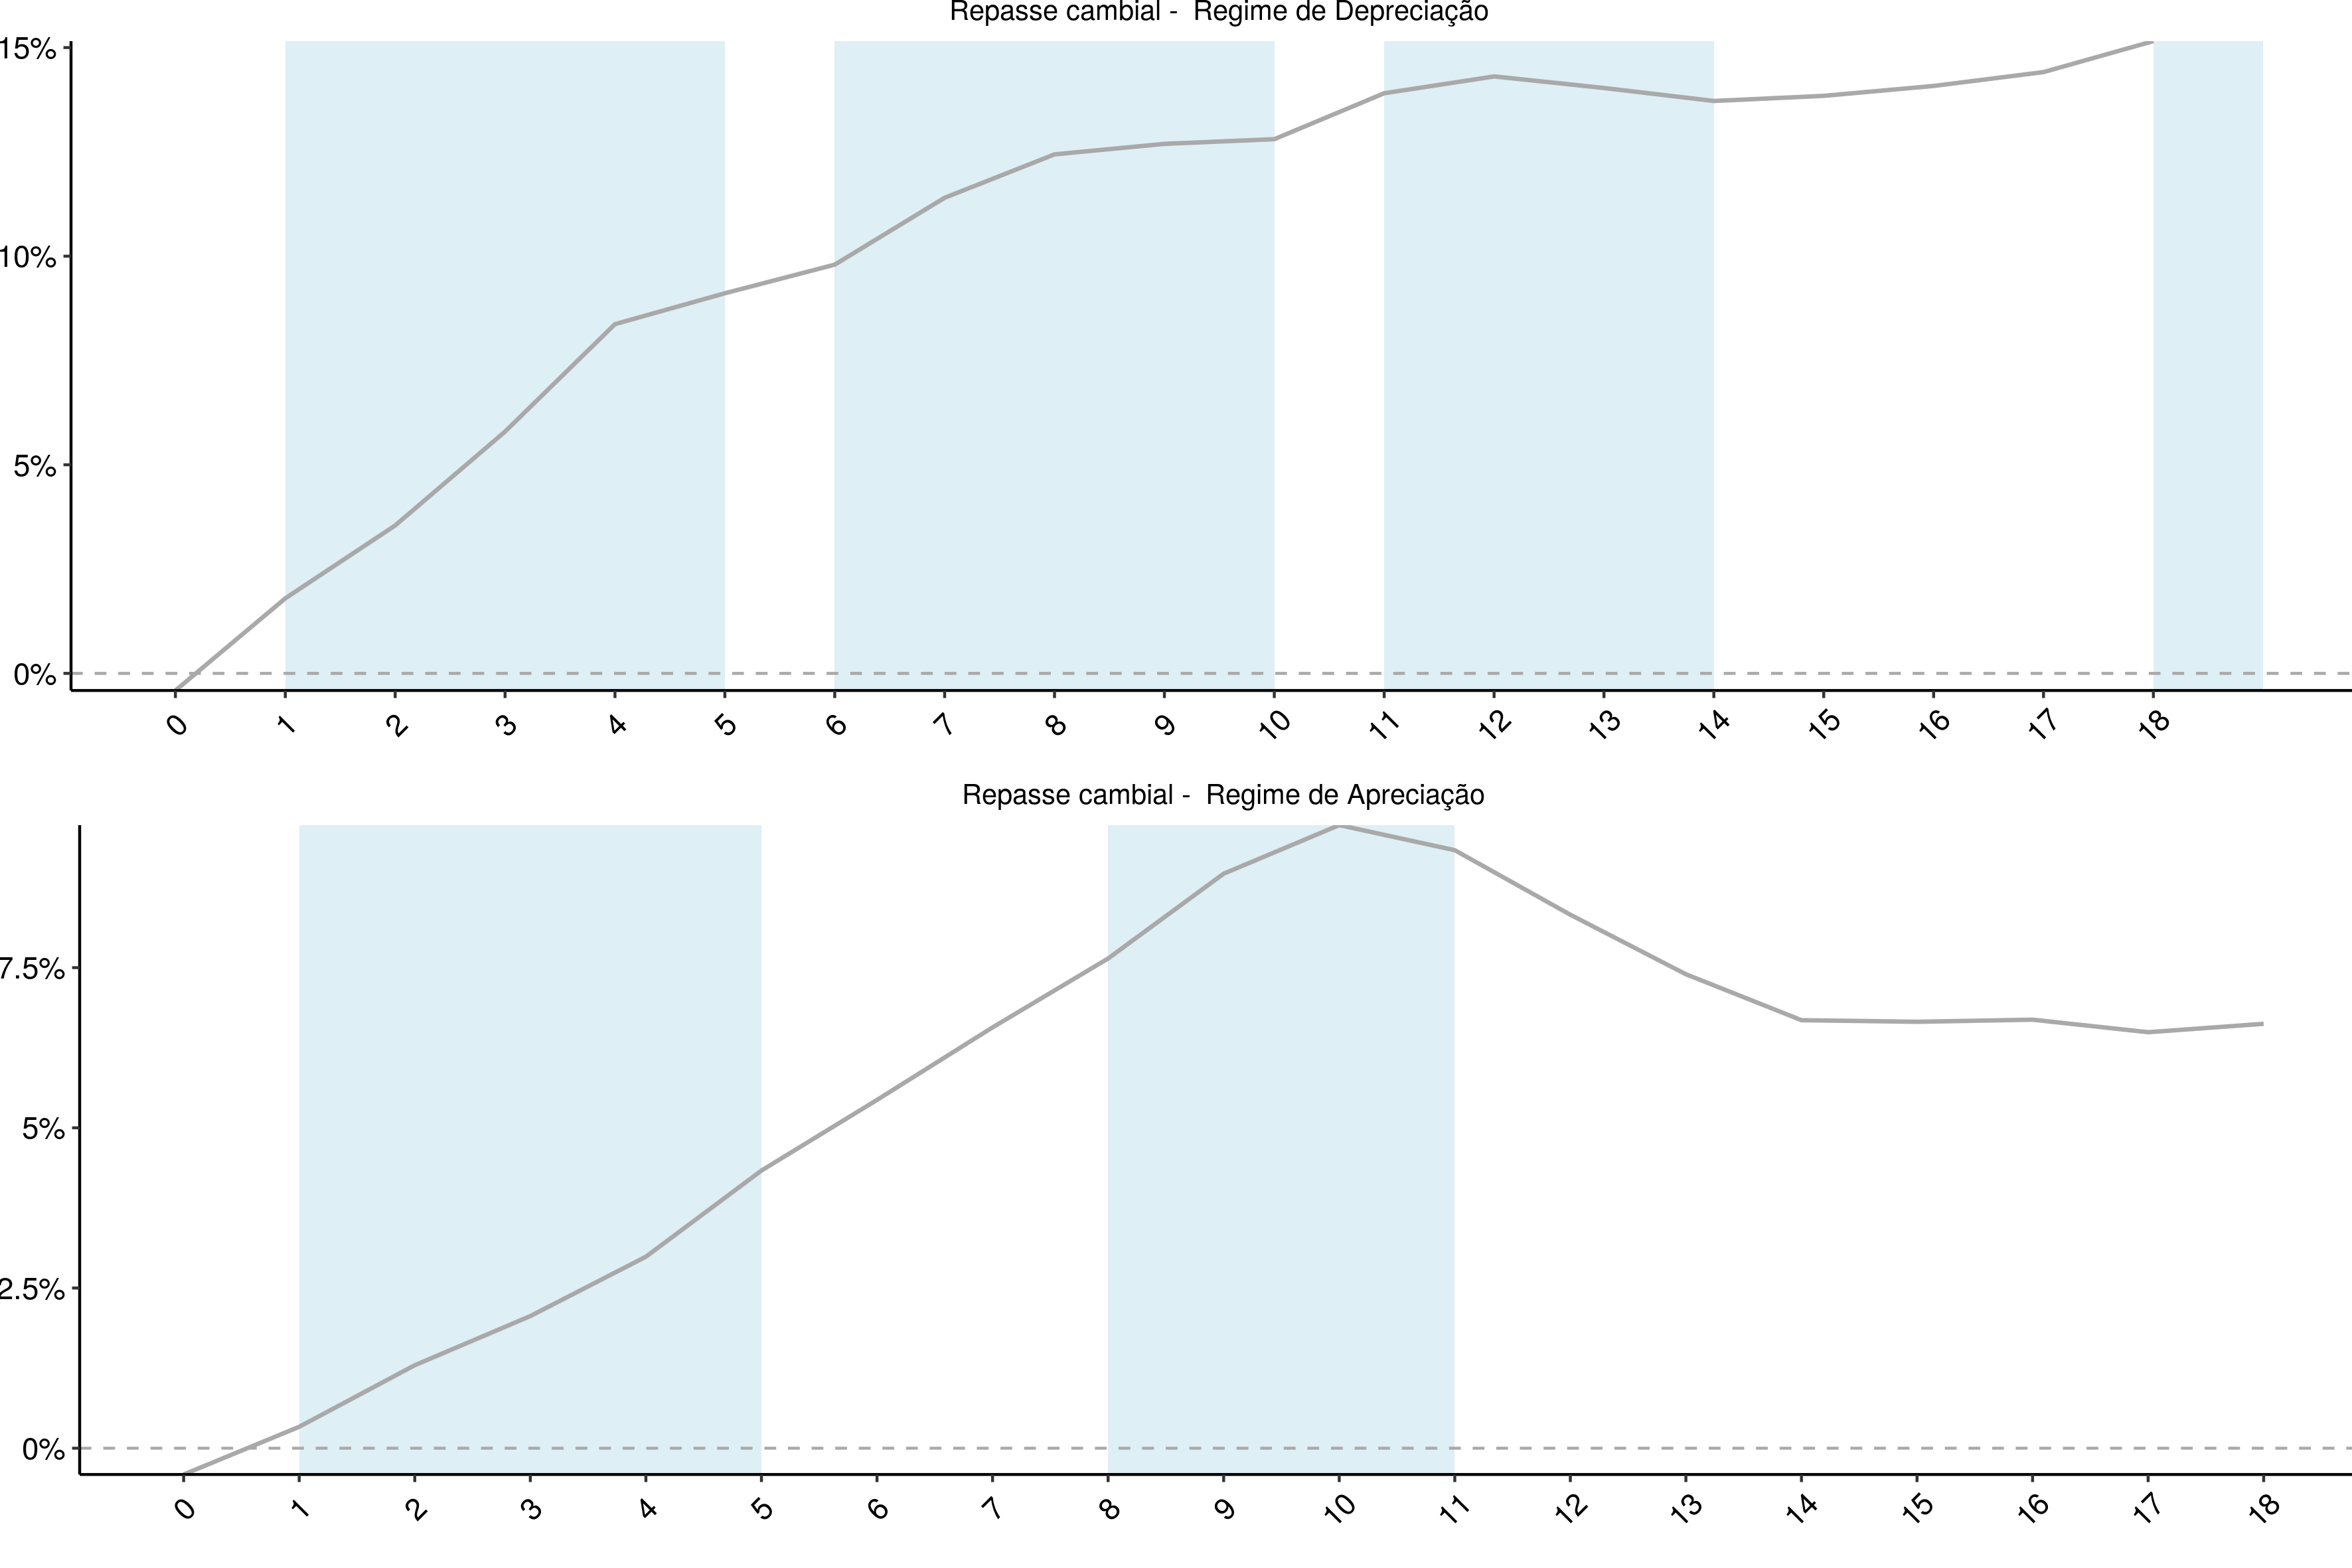 Repasse cambial -  Regime de Depreciação
15%
10%
5%
0%
0 1 2 3 4 5 6 7 8 9 10 11 12 13 14 15 16 17 18
Repasse cambial -  Regime de Apreciação
7.5%
5%
2.5%
0%
0 1 2 3 4 5 6 7 8 9 10 11 12 13 14 15 16 17 18